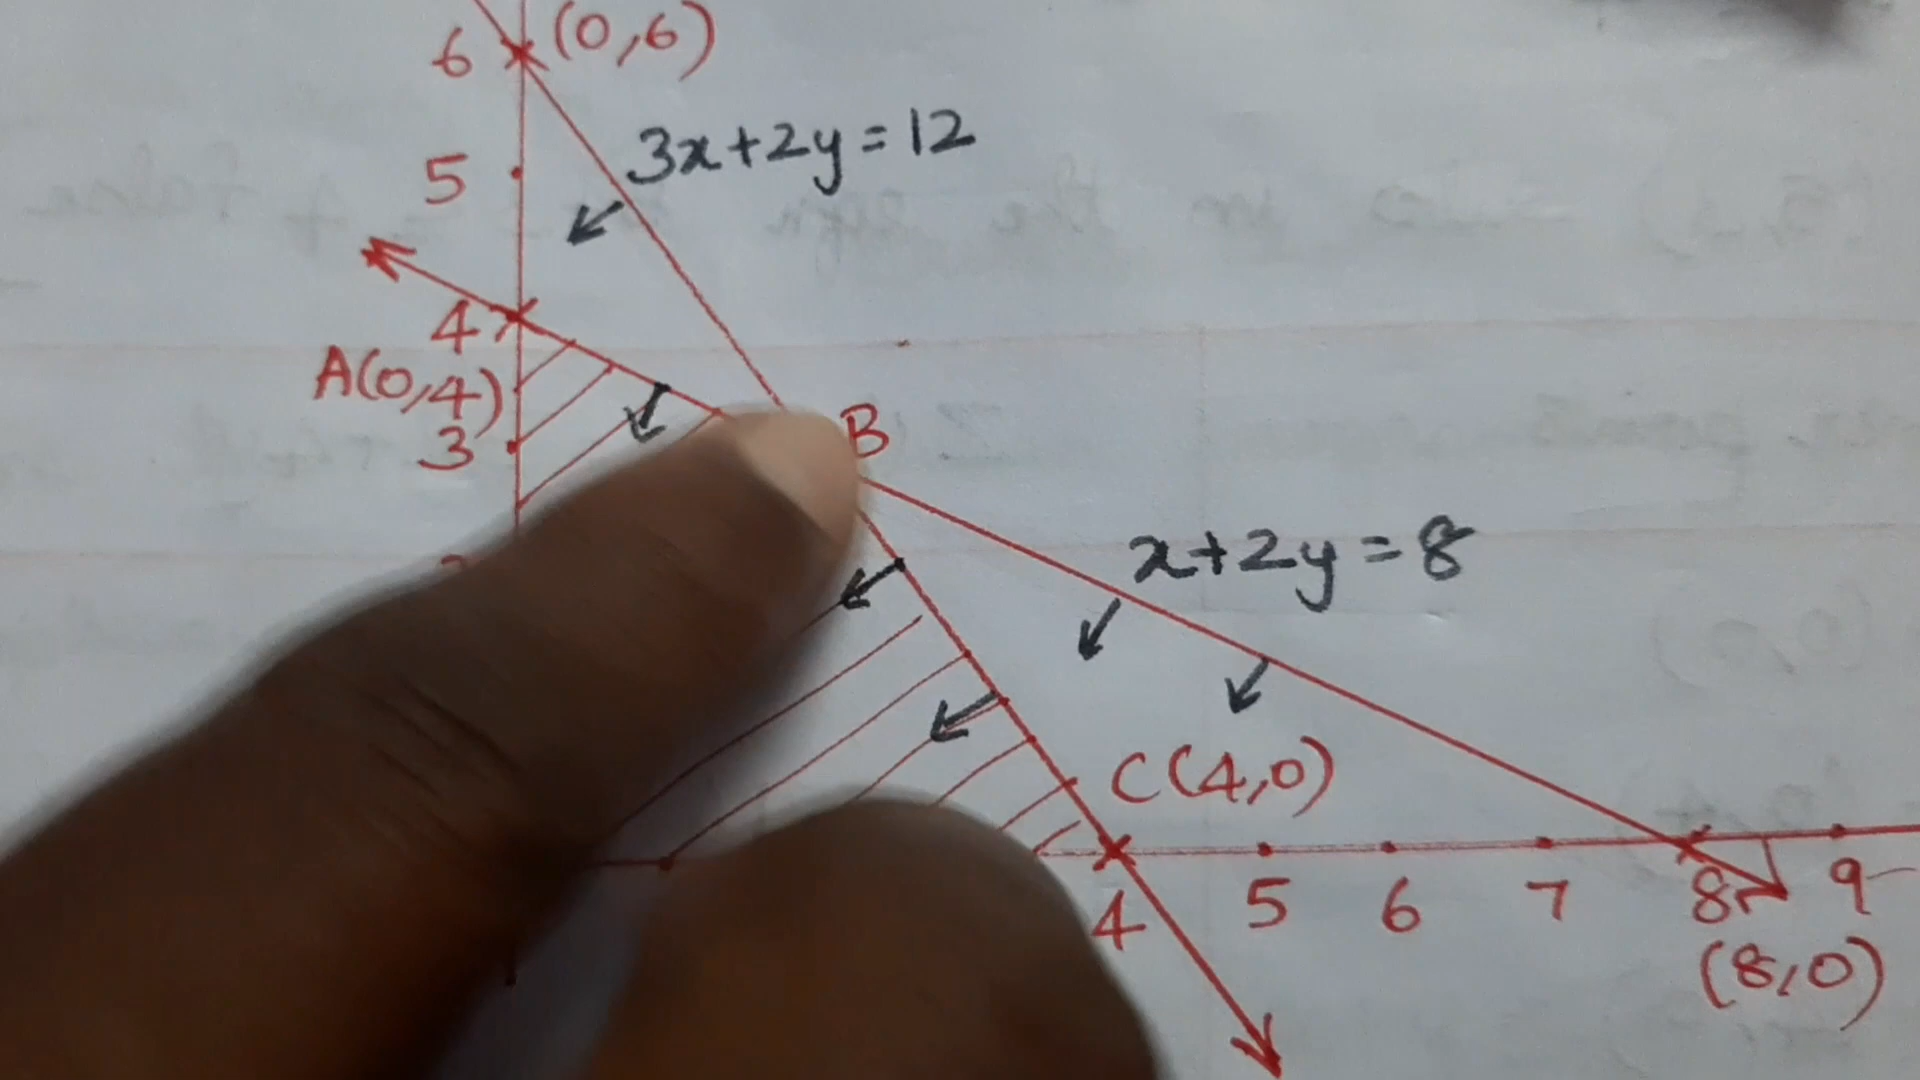 6 (0,6)
3x+2y=12
5
4
A(0,4)
3
B
x+2y=8
C(4,0)
4 5 6 7 8 9
(8,0)